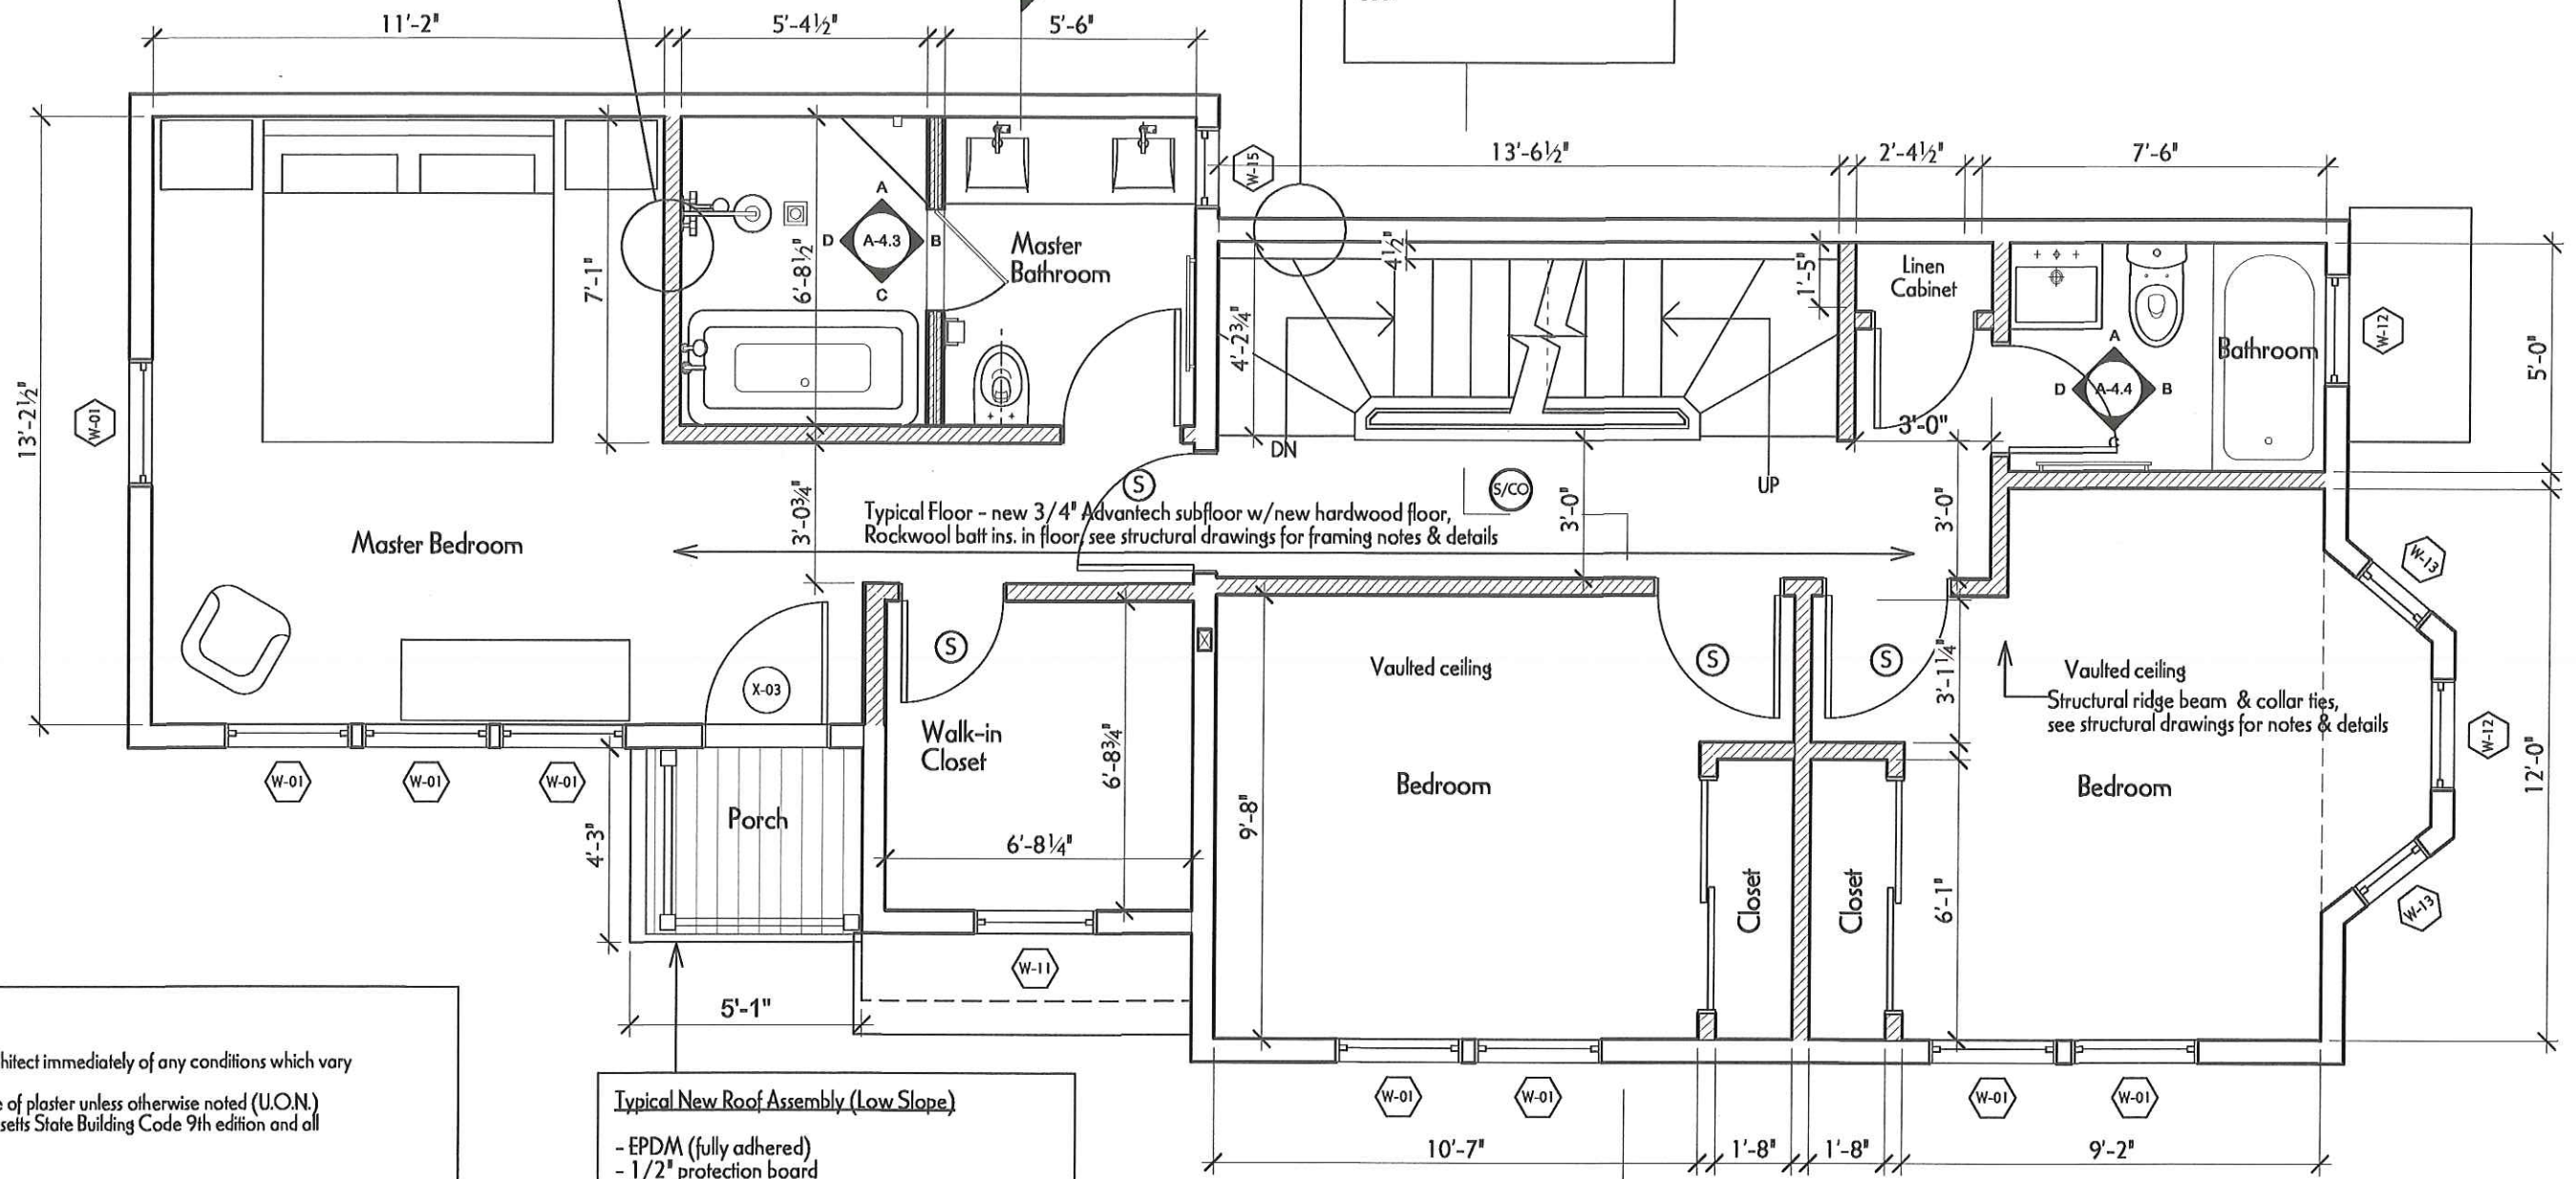 11'-2"
5'-4½"
5'-6"
13'-6½"
2'-4½"
7'-6"
W-15
A
D
A-4.3
B
C
Master
Bathroom
7'-1"
6'-8½"
4½"
1'-5"
4'-2¾"
Linen
Cabinet
Bathroom
W-12
5'-0"
A
D
A-4.4
B
C
3'-0"
13'-2½"
W-01
DN
UP
S
S/CO
Typical Floor - new 3/4" Advantech subfloor w/new hardwood floor,
Rockwool batt ins. in floor, see structural drawings for framing notes & details
3'-0¾"
3'-0"
3'-0"
Master Bedroom
W-13
X-03
S
S
S
Vaulted ceiling
3'-1¼"
Vaulted ceiling
Structural ridge beam & collar ties,
see structural drawings for notes & details
W-12
12'-0"
Walk-in
Closet
6'-8¾"
6'-8¼"
W-01
W-01
W-01
Porch
4'-3"
9'-8"
Bedroom
Bedroom
Closet
Closet
6'-1"
W-13
W-11
5'-1"
hitect immediately of any conditions which vary
e of plaster unless otherwise noted (U.O.N.)
setts State Building Code 9th edition and all
Typical New Roof Assembly (Low Slope)
- EPDM (fully adhered)
- 1/2" protection board
W-01
W-01
W-01
W-01
10'-7"
1'-8"
1'-8"
9'-2"